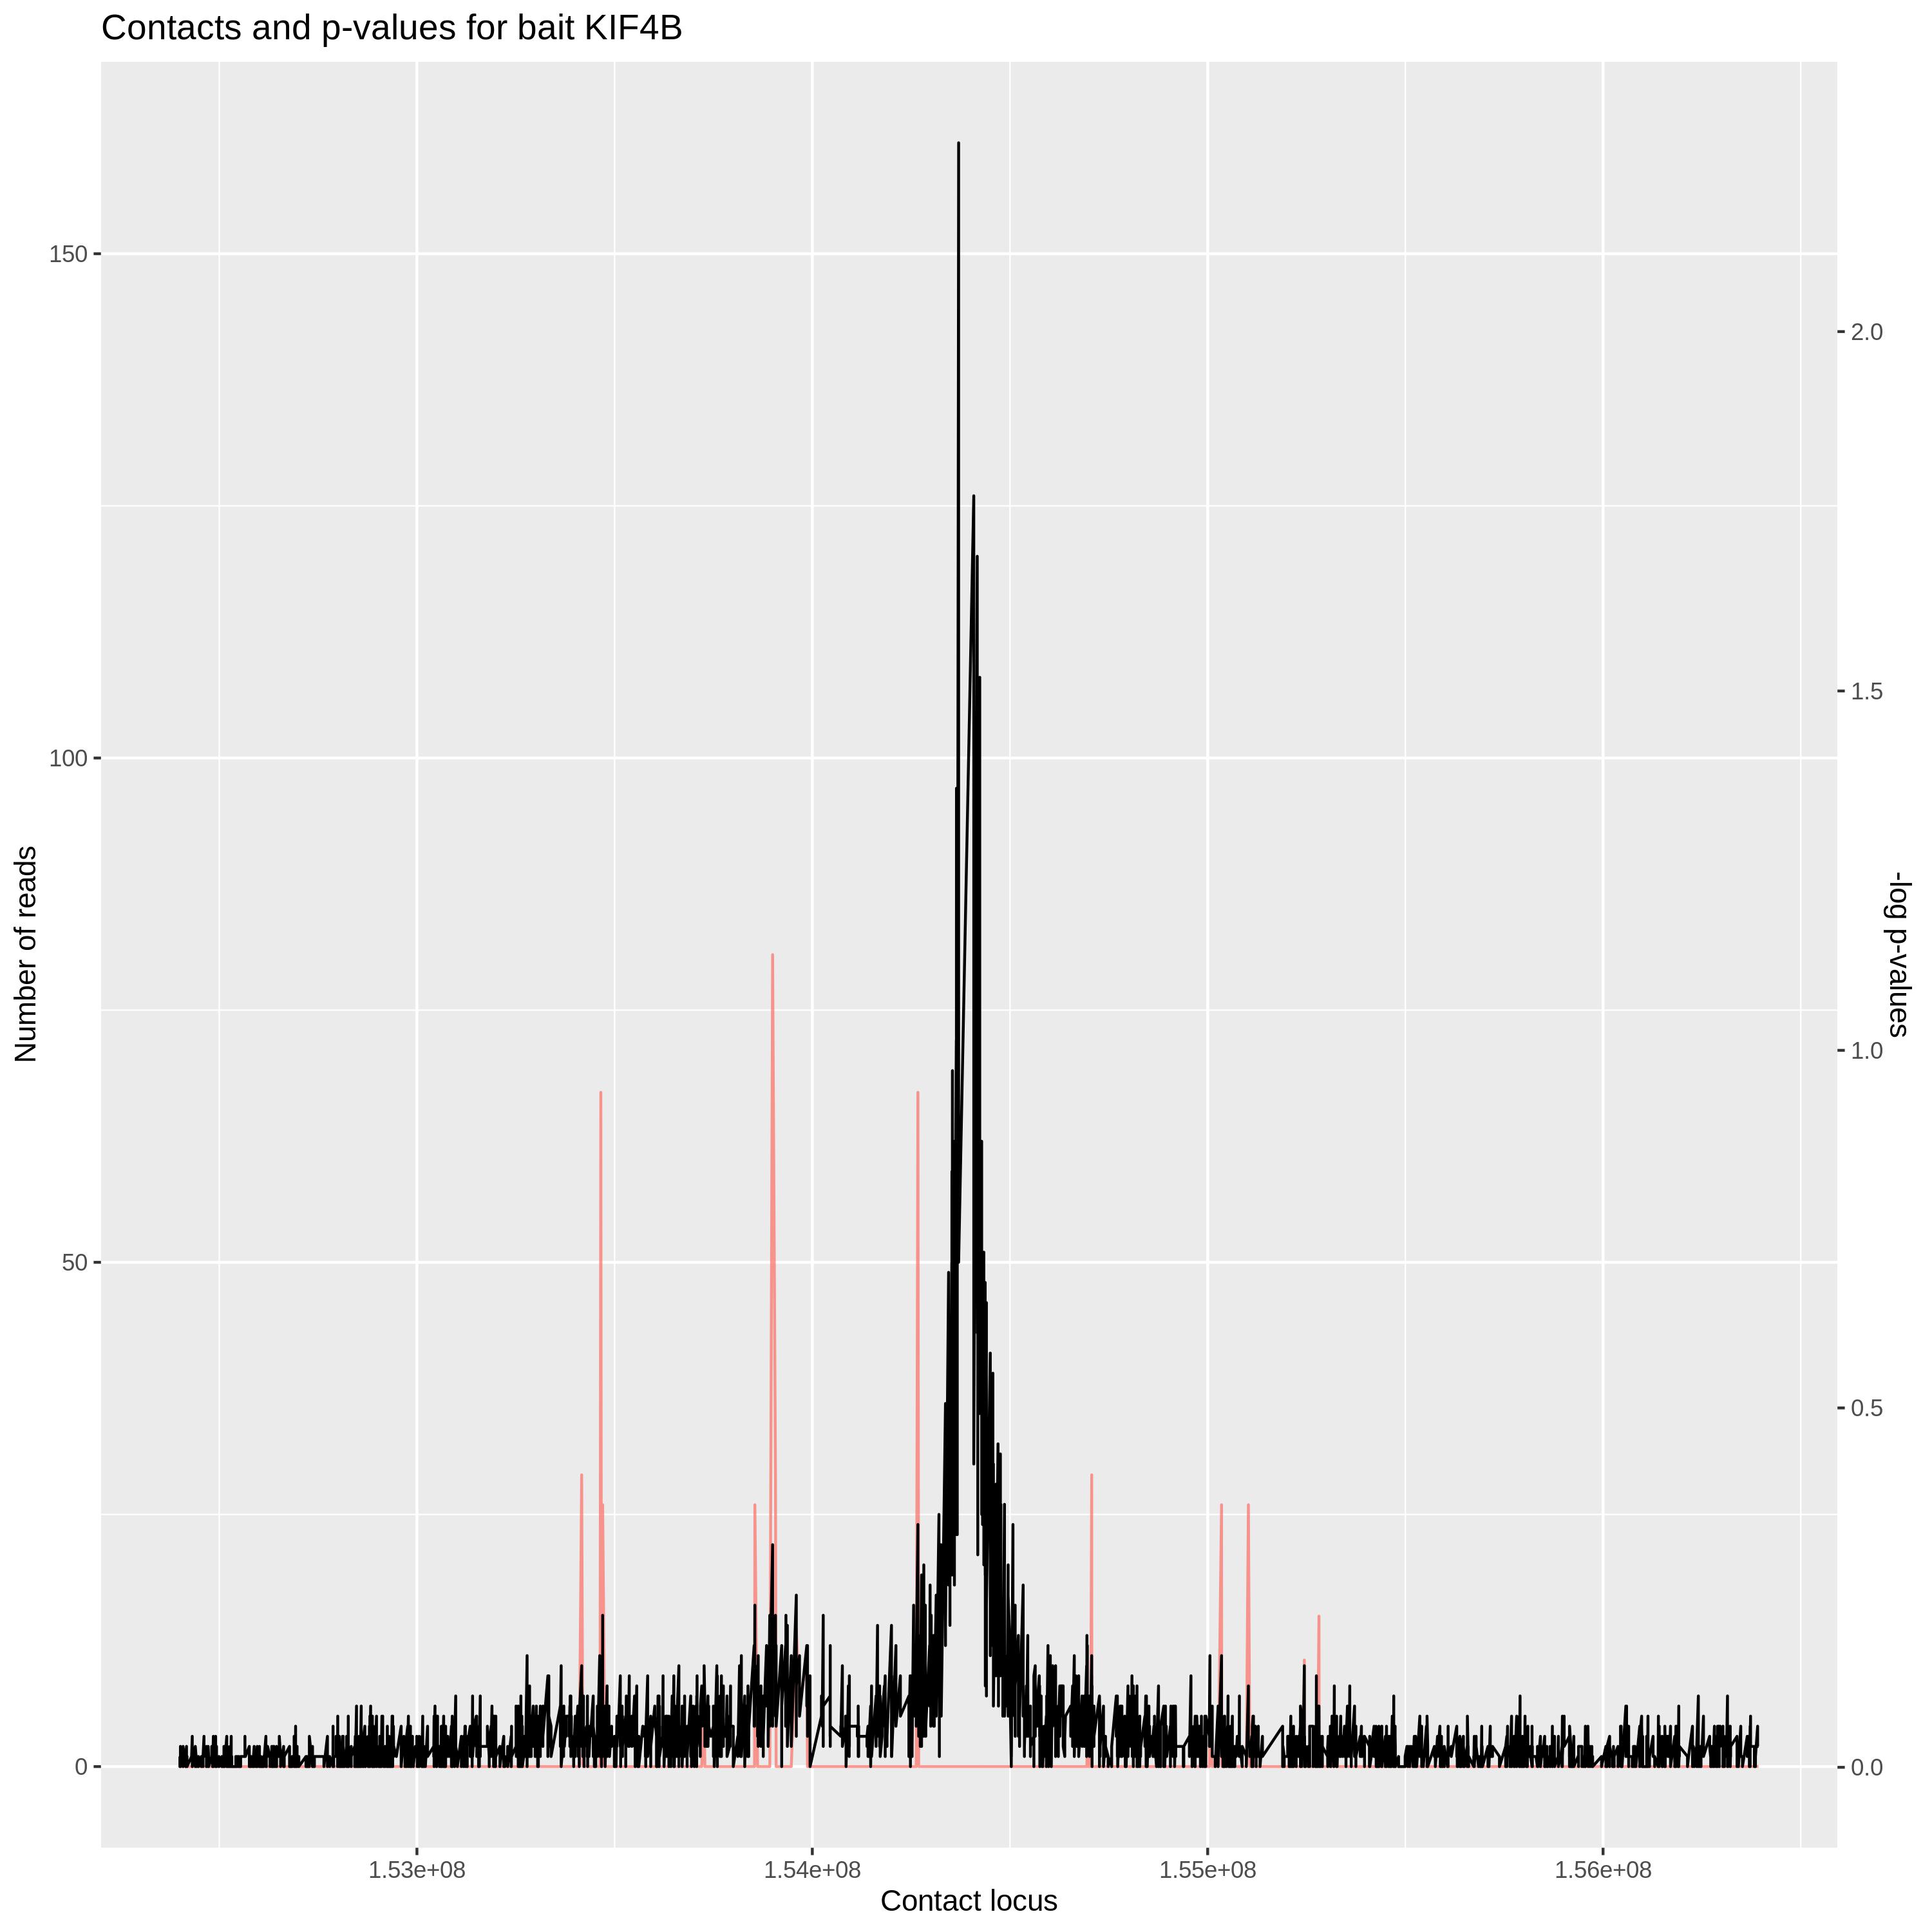 Contacts and p-values for bait KIF4B
150
100
50
0
Number of reads
2.0
1.5
1.0
0.5
0.0
-log p-values
1.53e+08
1.54e+08
1.55e+08
1.56e+08
Contact locus